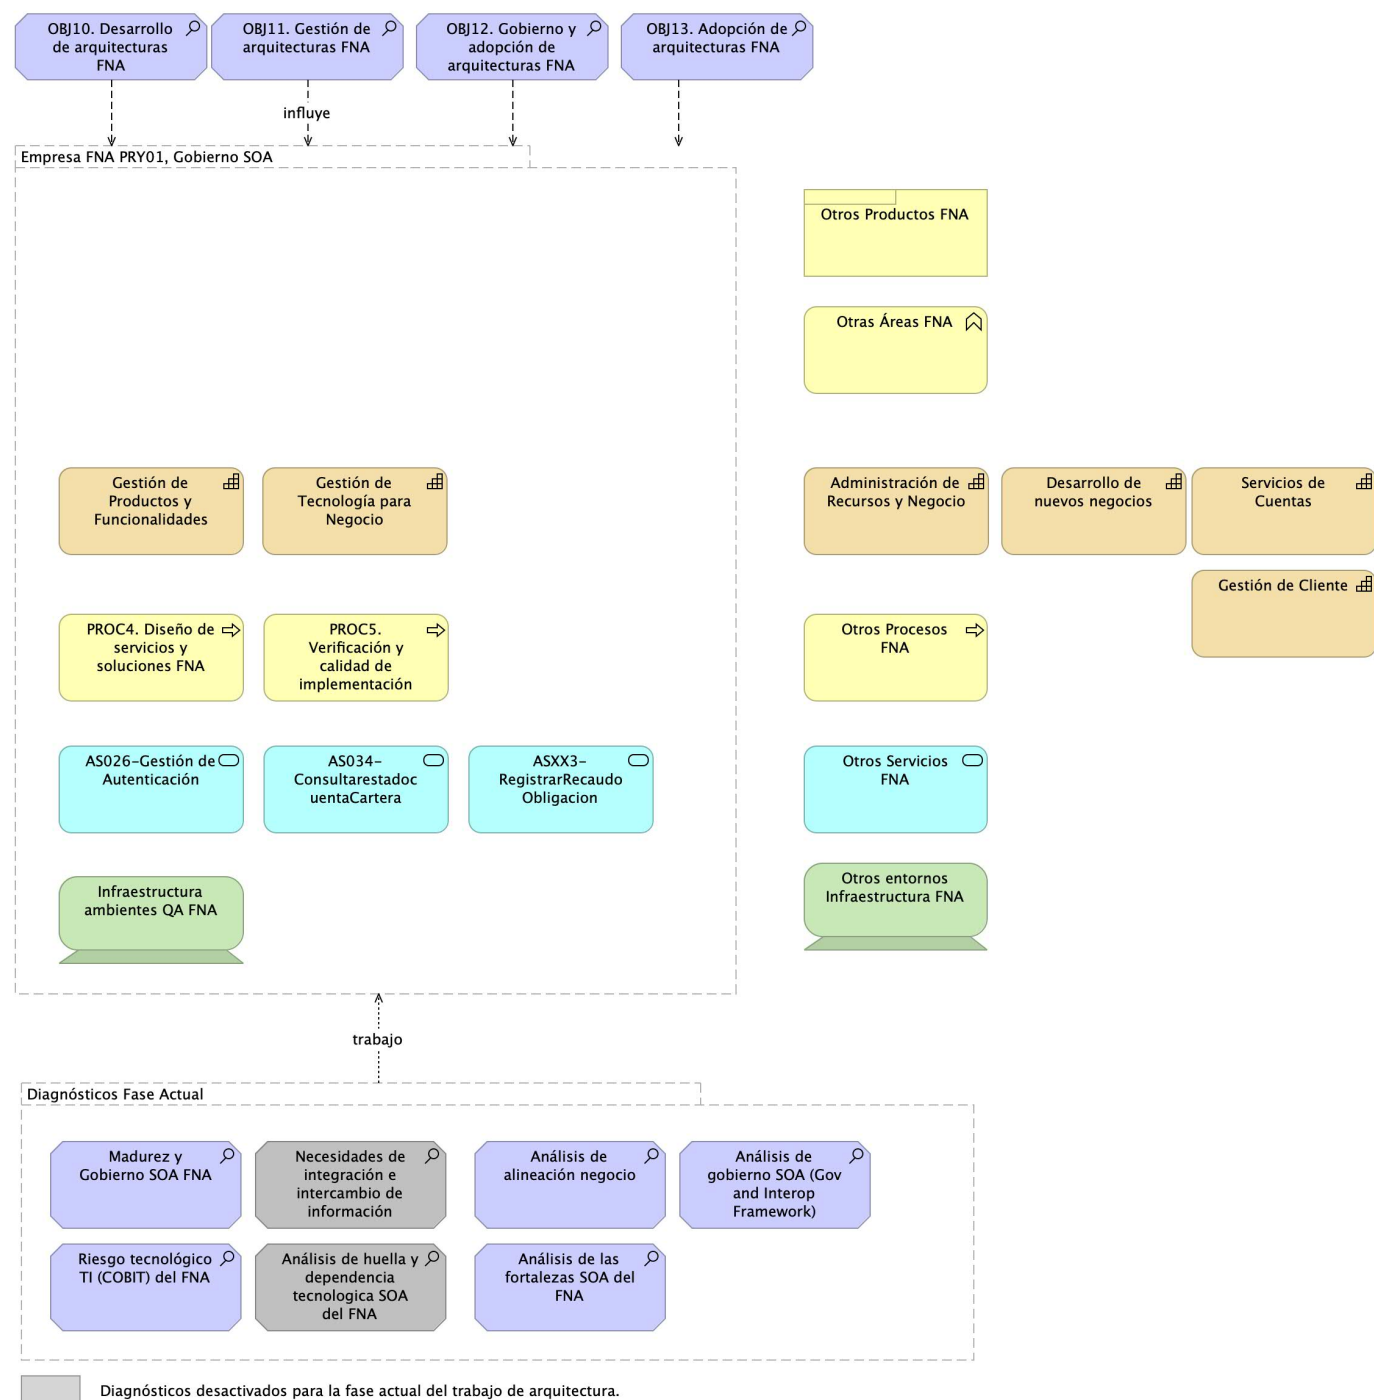 OBJ10. Desarrollo
de arquitecturas
FNA
OBJ11. Gestión de
arquitecturas FNA
OBJ12. Gobierno y
adopción de
arquitecturas FNA
OBJ13. Adopción de
arquitecturas FNA
influye
Empresa FNA PRY01, Gobierno SOA
Otros Productos FNA
Otras Áreas FNA
Gestión de
Productos y
Funcionalidades
Gestión de
Tecnología para
Negocio
Administración de
Recursos y Negocio
Desarrollo de
nuevos negocios
Servicios de
Cuentas
Gestión de Cliente
PROC4. Diseño de
servicios y
soluciones FNA
PROC5.
Verificación y
calidad de
implementación
Otros Procesos
FNA
AS026-Gestión de
Autenticación
AS034-
Consultarestadoc
uentaCartera
ASXX3-
RegistrarRecaudo
Obligacion
Otros Servicios
FNA
Infraestructura
ambientes QA FNA
Otros entornos
Infraestructura FNA
trabajo
Diagnósticos Fase Actual
Madurez y
Gobierno SOA FNA
Necesidades de
integración e
intercambio de
información
Análisis de
alineación negocio
Análisis de
gobierno SOA (Gov
and Interop
Framework)
Riesgo tecnológico
TI (COBIT) del FNA
Análisis de huella y
dependencia
tecnologica SOA
del FNA
Análisis de las
fortalezas SOA del
FNA
Diagnósticos desactivados para la fase actual del trabajo de arquitectura.